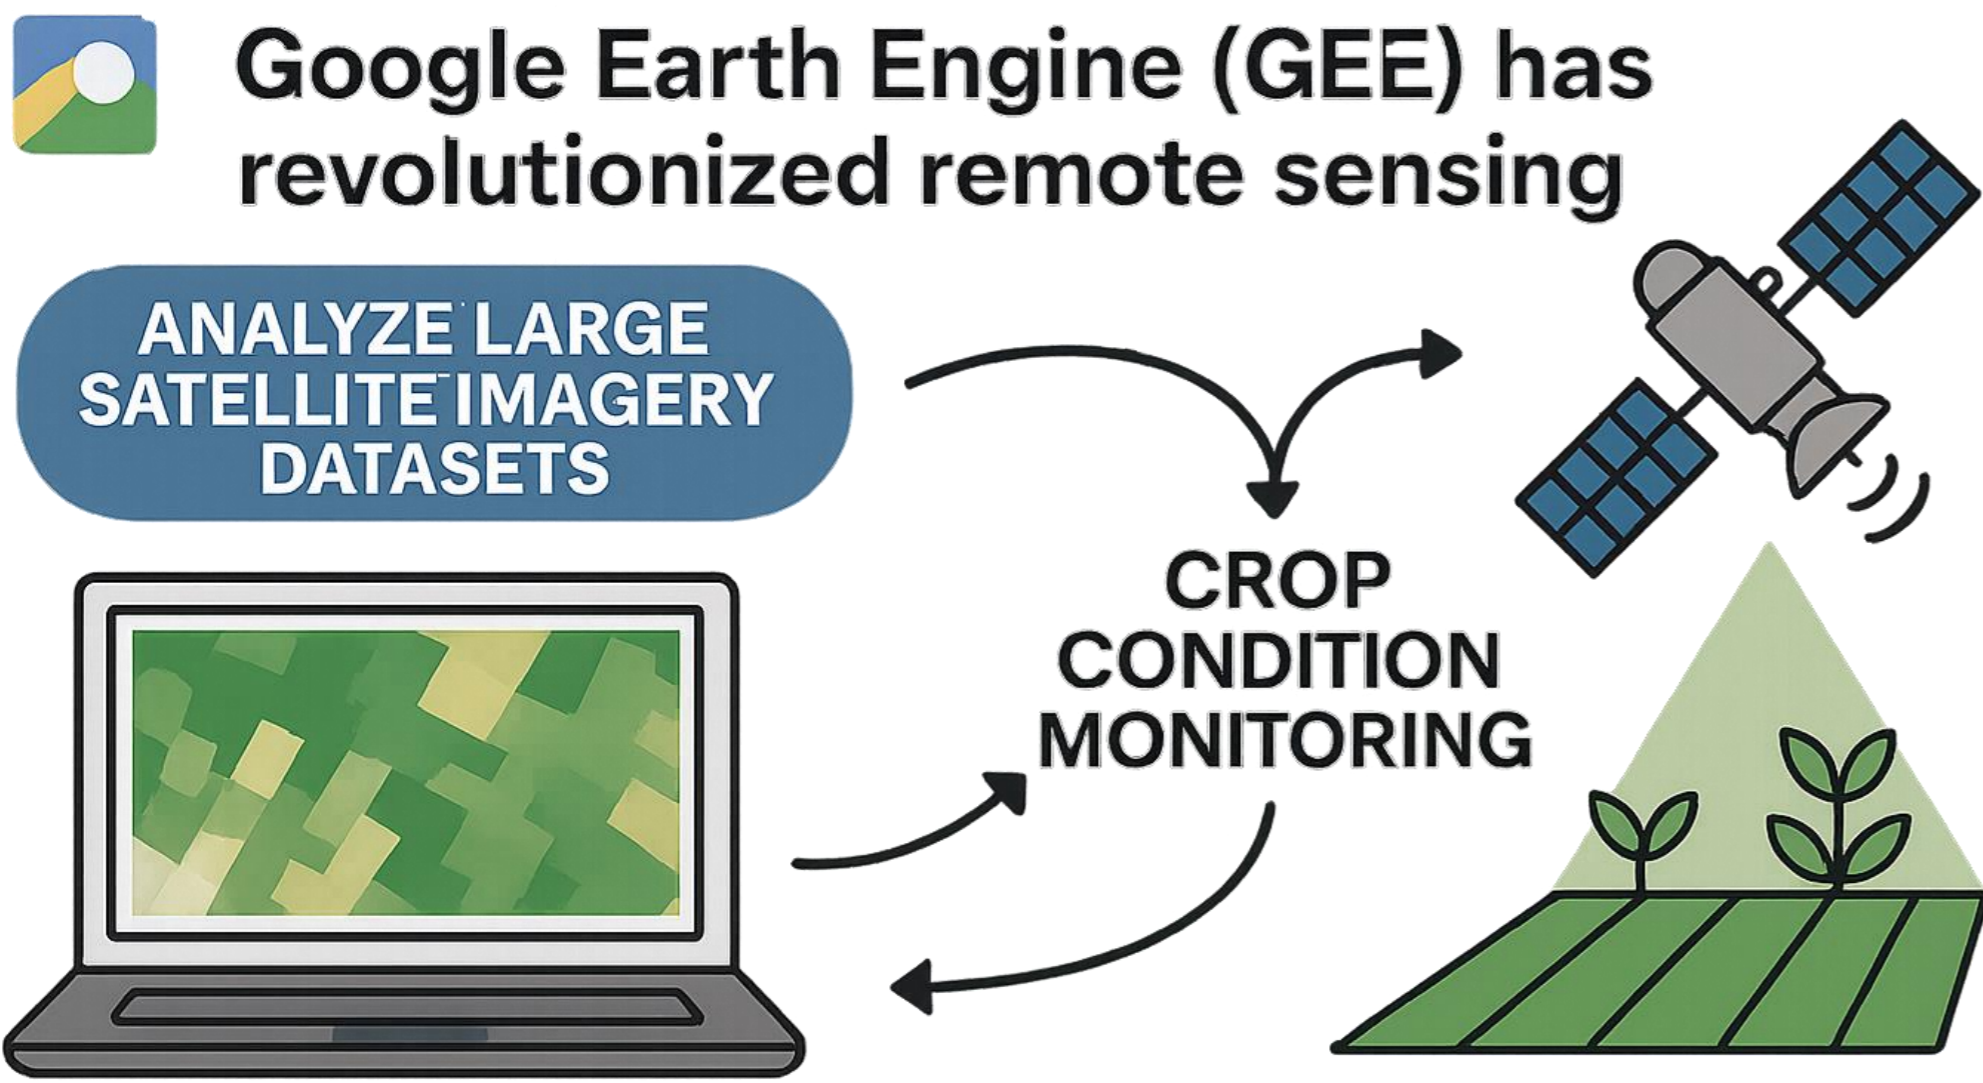 Google Earth Engine (GEE) has
revolutionized remote sensing
ANALYZE LARGE
SATELLITE IMAGERY
DATASETS
CROP
CONDITION
MONITORING